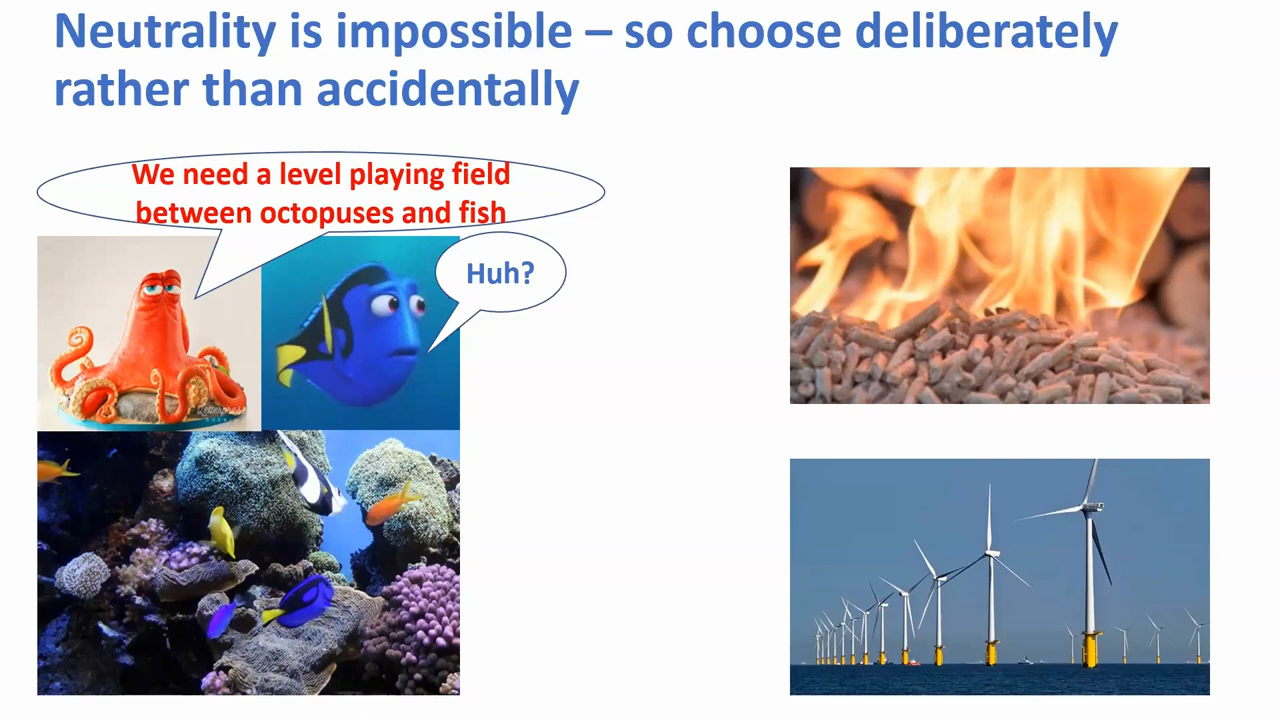 Neutrality is impossible – so choose deliberately
rather than accidentally
We need a level playing field
between octopuses and fish
Huh?